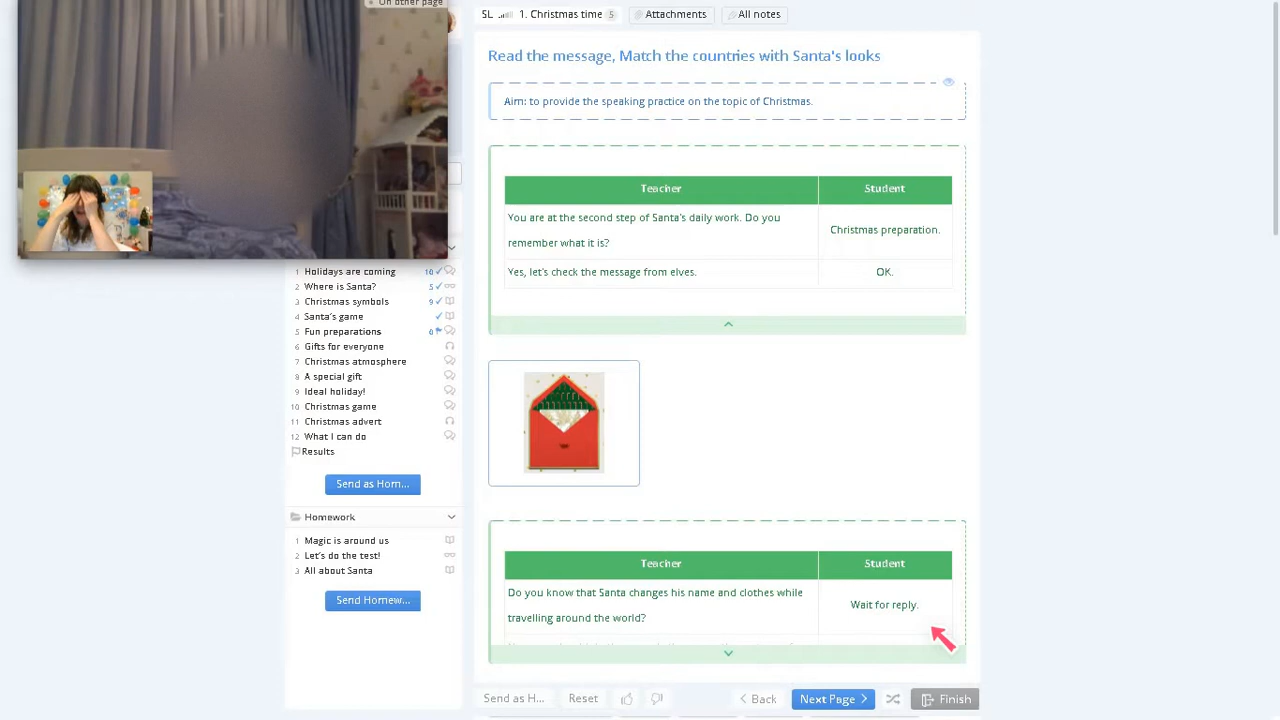 On other page
SL 1. Christmas time 5
Attachments
All notes
Read the message, Match the countries with Santa's looks
Aim: to provide the speaking practice on the topic of Christmas.
Teacher Student
You are at the second step of Santa's daily work. Do you
remember what it is?
Christmas preparation.
Yes, let's check the message from elves. OK.
1 Holidays are coming 10
2 Where is Santa? 5
3 Christmas symbols 9
4 Santa's game
5 Fun preparations 0
6 Gifts for everyone
7 Christmas atmosphere
8 A special gift
9 Ideal holiday!
10 Christmas game
11 Christmas advert
12 What I can do
Results
Send as Hom...
Homework
1 Magic is around us
2 Let's do the test!
3 All about Santa
Send Homew...
Teacher Student
Do you know that Santa changes his name and clothes while
travelling around the world?
Wait for reply.
Send as H...
Reset
Back
Next Page
Finish